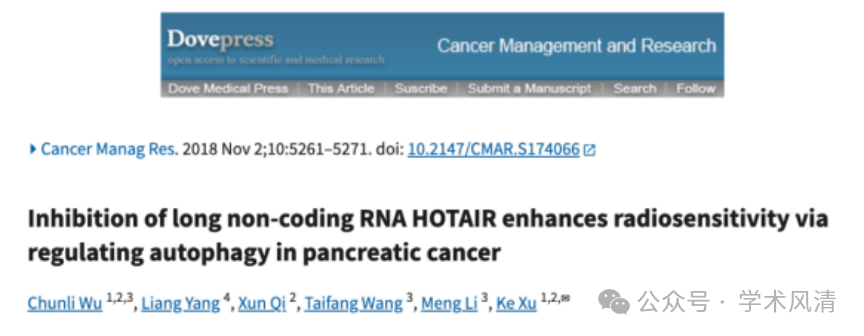 Dovepress
open access to scientific and medical research
Cancer Management and Research
Dove Medical Press | This Article | Suscribe | Submit a Manuscript | Search | Follow
Cancer Manag Res. 2018 Nov 2;10:5261–5271. doi: 10.2147/CMAR.S174066
Inhibition of long non-coding RNA HOTAIR enhances radiosensitivity via
regulating autophagy in pancreatic cancer
Chunli Wu 1,2,3, Liang Yang 4, Xun Qi 2, Taifang Wang 3, Meng Li 3, Ke Xu 1,2,✉
公众号 · 学术风清